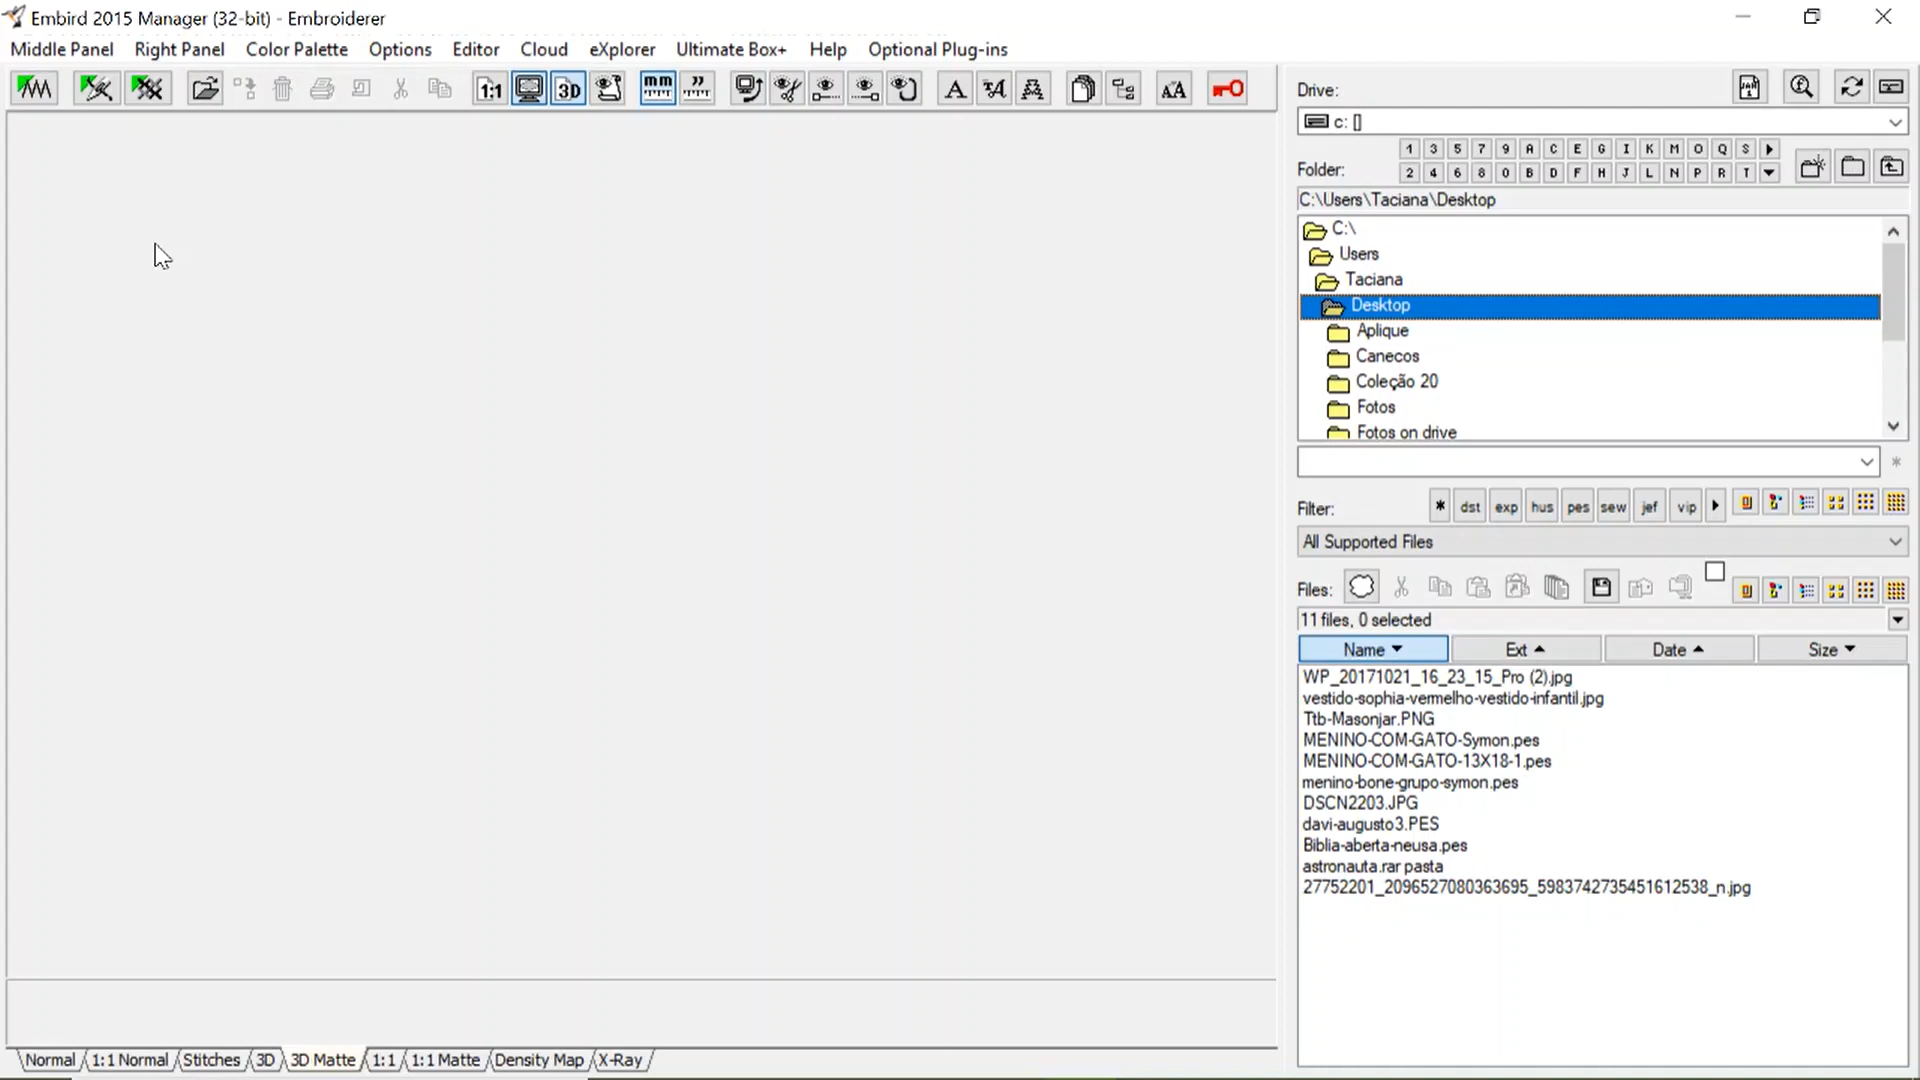 Embird 2015 Manager (32-bit) - Embroiderer
Middle Panel Right Panel Color Palette Options Editor Cloud eXplorer Ultimate Box+ Help Optional Plug-ins
1:1 3D mm
Drive:
c: []
Folder:
1 3 5 7 9 A C E G I K M O Q S
2 4 6 8 0 B D F H J L N P R T
C:\Users\Taciana\Desktop
C:\
Users
Taciana
Desktop
Aplique
Canecos
Coleção 20
Fotos
Fotos on drive
Filter: * dst exp hus pes sew jef vip
All Supported Files
Files:
11 files, 0 selected
Name Ext Date Size
WP_20171021_16_23_15_Pro (2).jpg
vestido-sophia-vermelho-vestido-infantil.jpg
Ttb-Masonjar.PNG
MENINO-COM-GATO-Symon.pes
MENINO-COM-GATO-13X18-1.pes
menino-bone-grupo-symon.pes
DSCN2203.JPG
davi-augusto3.PES
Biblia-aberta-neusa.pes
astronauta.rar pasta
27752201_2096527080363695_5983742735451612538_n.jpg
Normal 1:1 Normal Stitches 3D 3D Matte 1:1 1:1 Matte Density Map X-Ray